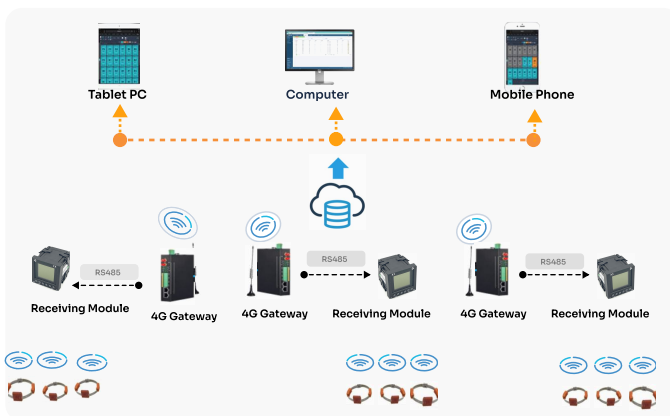 Tablet PC
Computer
Mobile Phone
RS485
RS485
RS485
Receiving Module
4G Gateway
4G Gateway
Receiving Module
4G Gateway
Receiving Module